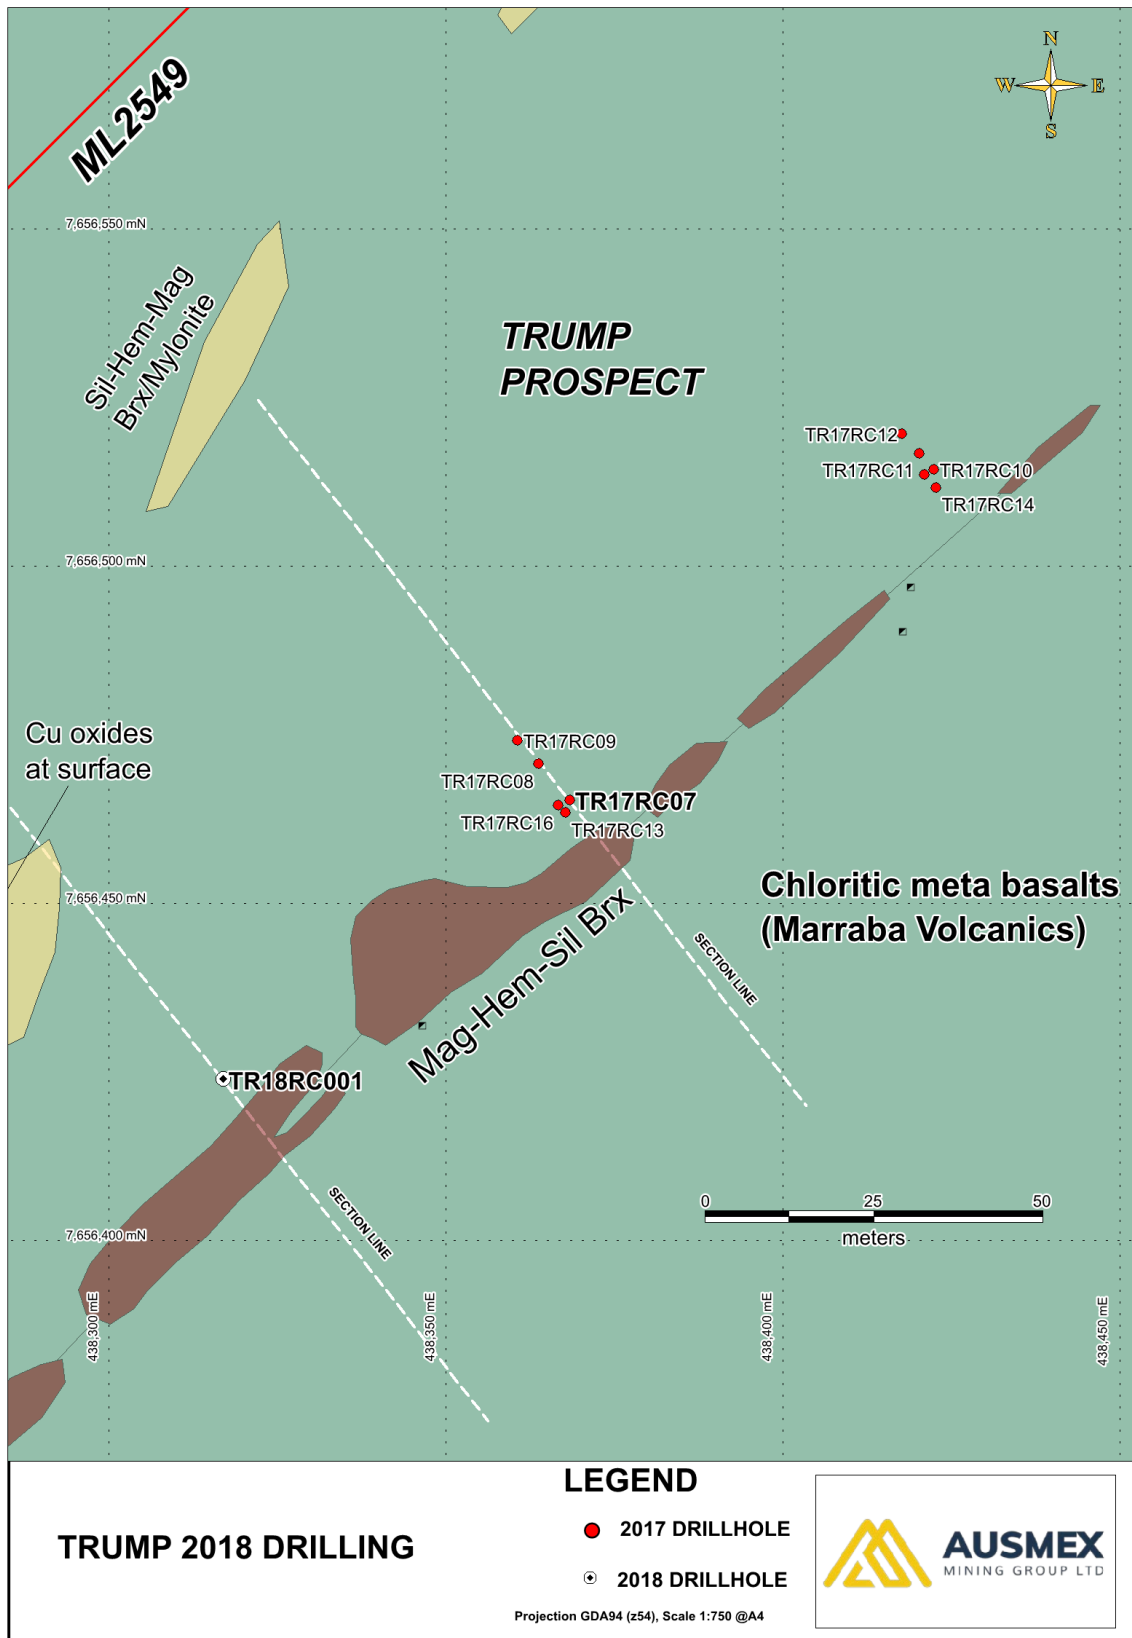 N
W
E
S
ML2549
7,656,550 mN
Sil-Hem-Mag
Brx/Mylonite
TRUMP
PROSPECT
TR17RC12
TR17RC11
TR17RC10
TR17RC14
7,656,500 mN
Cu oxides
at surface
TR17RC09
TR17RC08
TR17RC07
TR17RC16
TR17RC13
7,656,450 mN
Chloritic meta basalts
(Marraba Volcanics)
Mag-Hem-Sil Brx
SECTION LINE
TR18RC001
SECTION LINE
0 25 50
meters
7,656,400 mN
438,300 mE
438,350 mE
438,400 mE
438,450 mE
LEGEND
2017 DRILLHOLE
2018 DRILLHOLE
TRUMP 2018 DRILLING
Projection GDA94 (z54), Scale 1:750 @A4
AUSMEX
MINING GROUP LTD